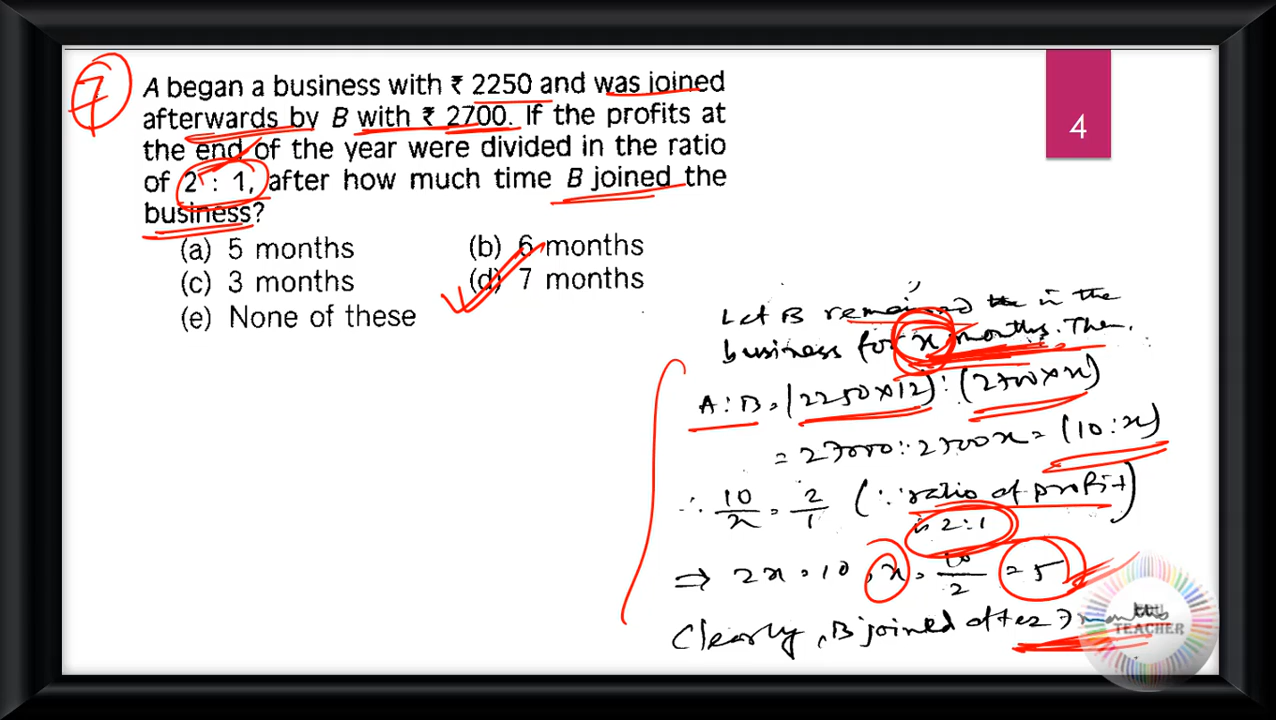 7
4
A began a business with ₹ 2250 and was joined
afterwards by B with ₹ 2700. If the profits at
the end of the year were divided in the ratio
of 2 : 1, after how much time B joined the
business?
(a) 5 months (b) 6 months
(c) 3 months (d) 7 months
(e) None of these
Let B remained in the
business for x months. Then,
A : B = (2250×12) : (2700×x)
= 27000 : 2700x = (10 : x)
∴ 10/x = 2/1 (∵ ratio of profit
is 2:1)
⇒ 2x = 10, x = 10/2 = 5
Clearly, B joined after 7 months
TEACHER